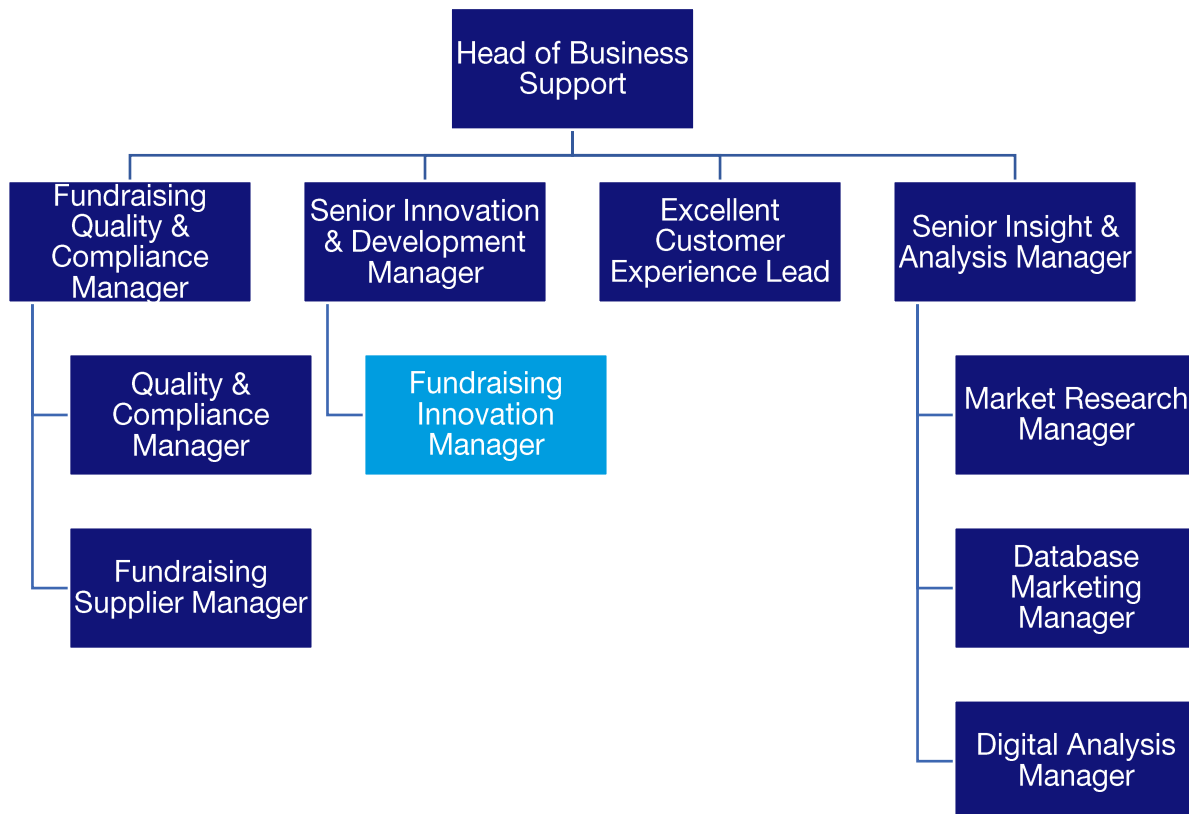 Head of Business
Support
Fundraising
Quality &
Compliance
Manager
Senior Innovation
& Development
Manager
Excellent
Customer
Experience Lead
Senior Insight &
Analysis Manager
Quality &
Compliance
Manager
Fundraising
Innovation
Manager
Market Research
Manager
Fundraising
Supplier Manager
Database
Marketing
Manager
Digital Analysis
Manager